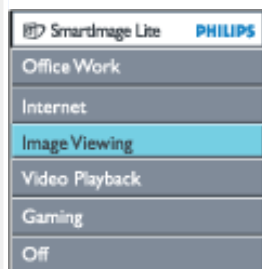 SmartImage Lite PHILIPS
Office Work
Internet
Image Viewing
Video Playback
Gaming
Off